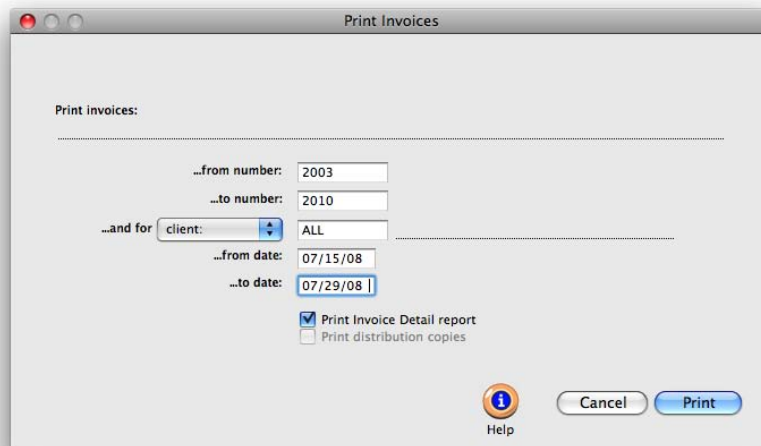 Print Invoices
Print invoices:
...from number: 2003
...to number: 2010
...and for client: ALL
...from date: 07/15/08
...to date: 07/29/08
Print Invoice Detail report
Print distribution copies
Help
Cancel
Print